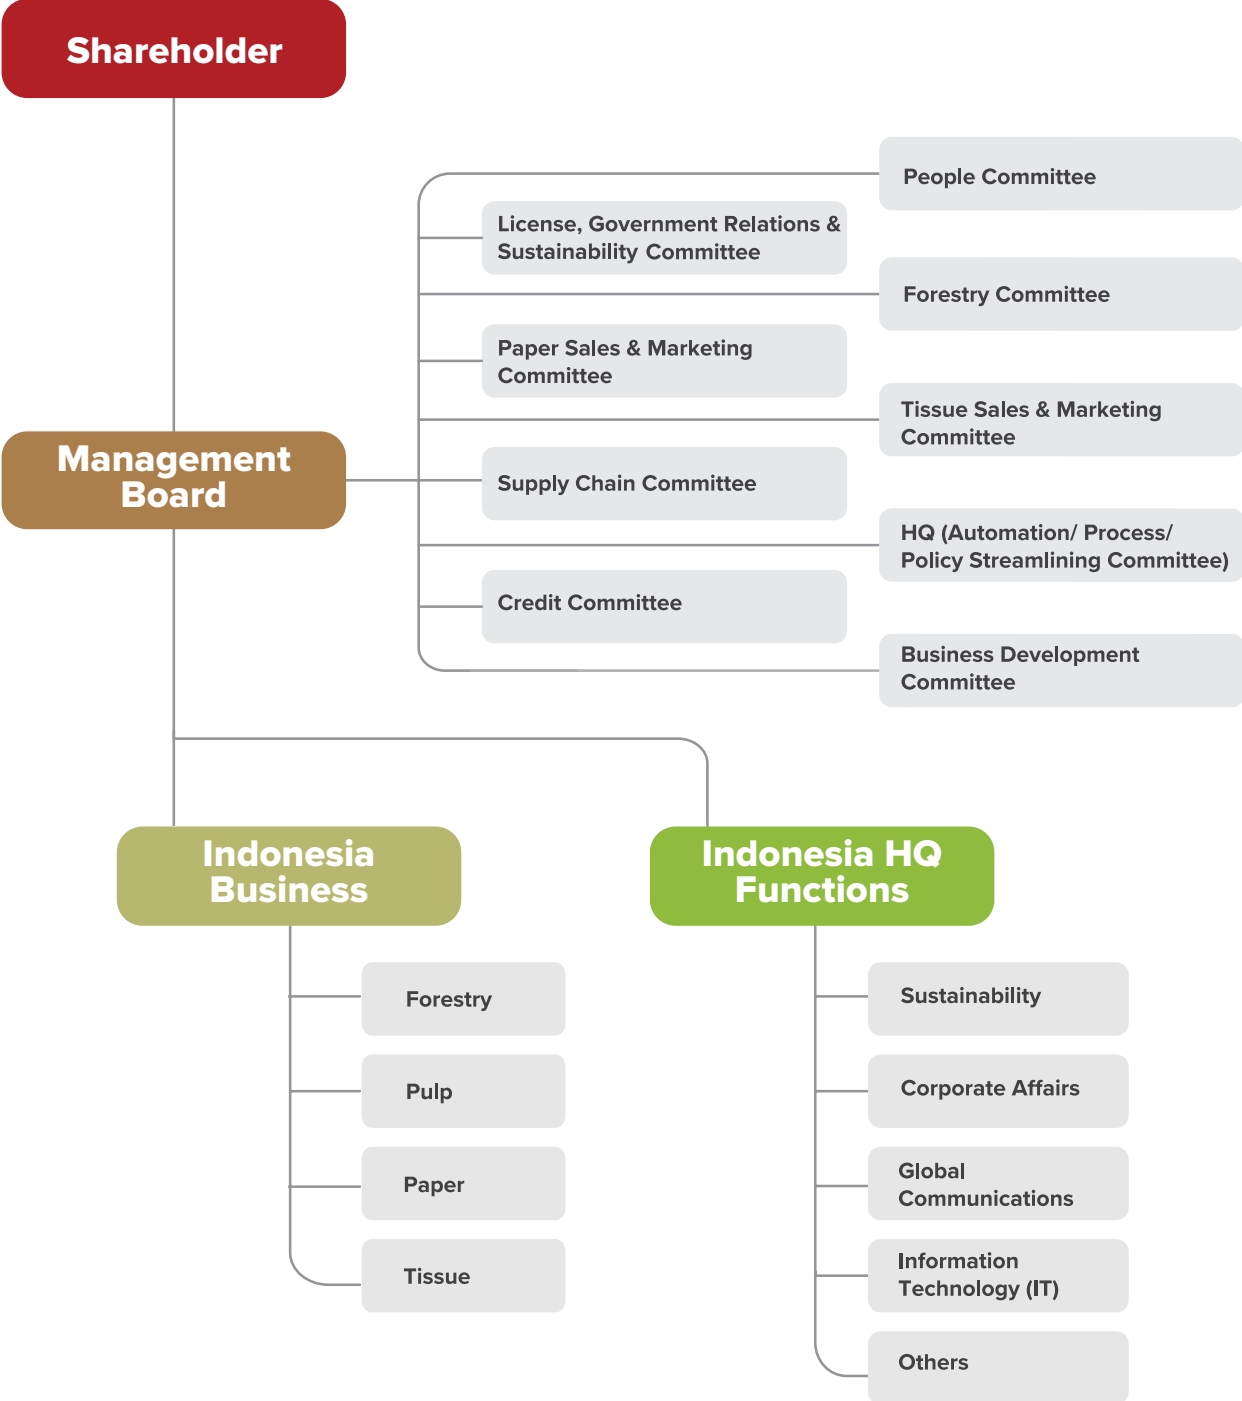 Shareholder
People Committee
License, Government Relations &
Sustainability Committee
Forestry Committee
Paper Sales & Marketing
Committee
Tissue Sales & Marketing
Committee
Management
Board
Supply Chain Committee
HQ (Automation/ Process/
Policy Streamlining Committee)
Credit Committee
Business Development
Committee
Indonesia
Business
Indonesia HQ
Functions
Forestry
Pulp
Paper
Tissue
Sustainability
Corporate Affairs
Global
Communications
Information
Technology (IT)
Others